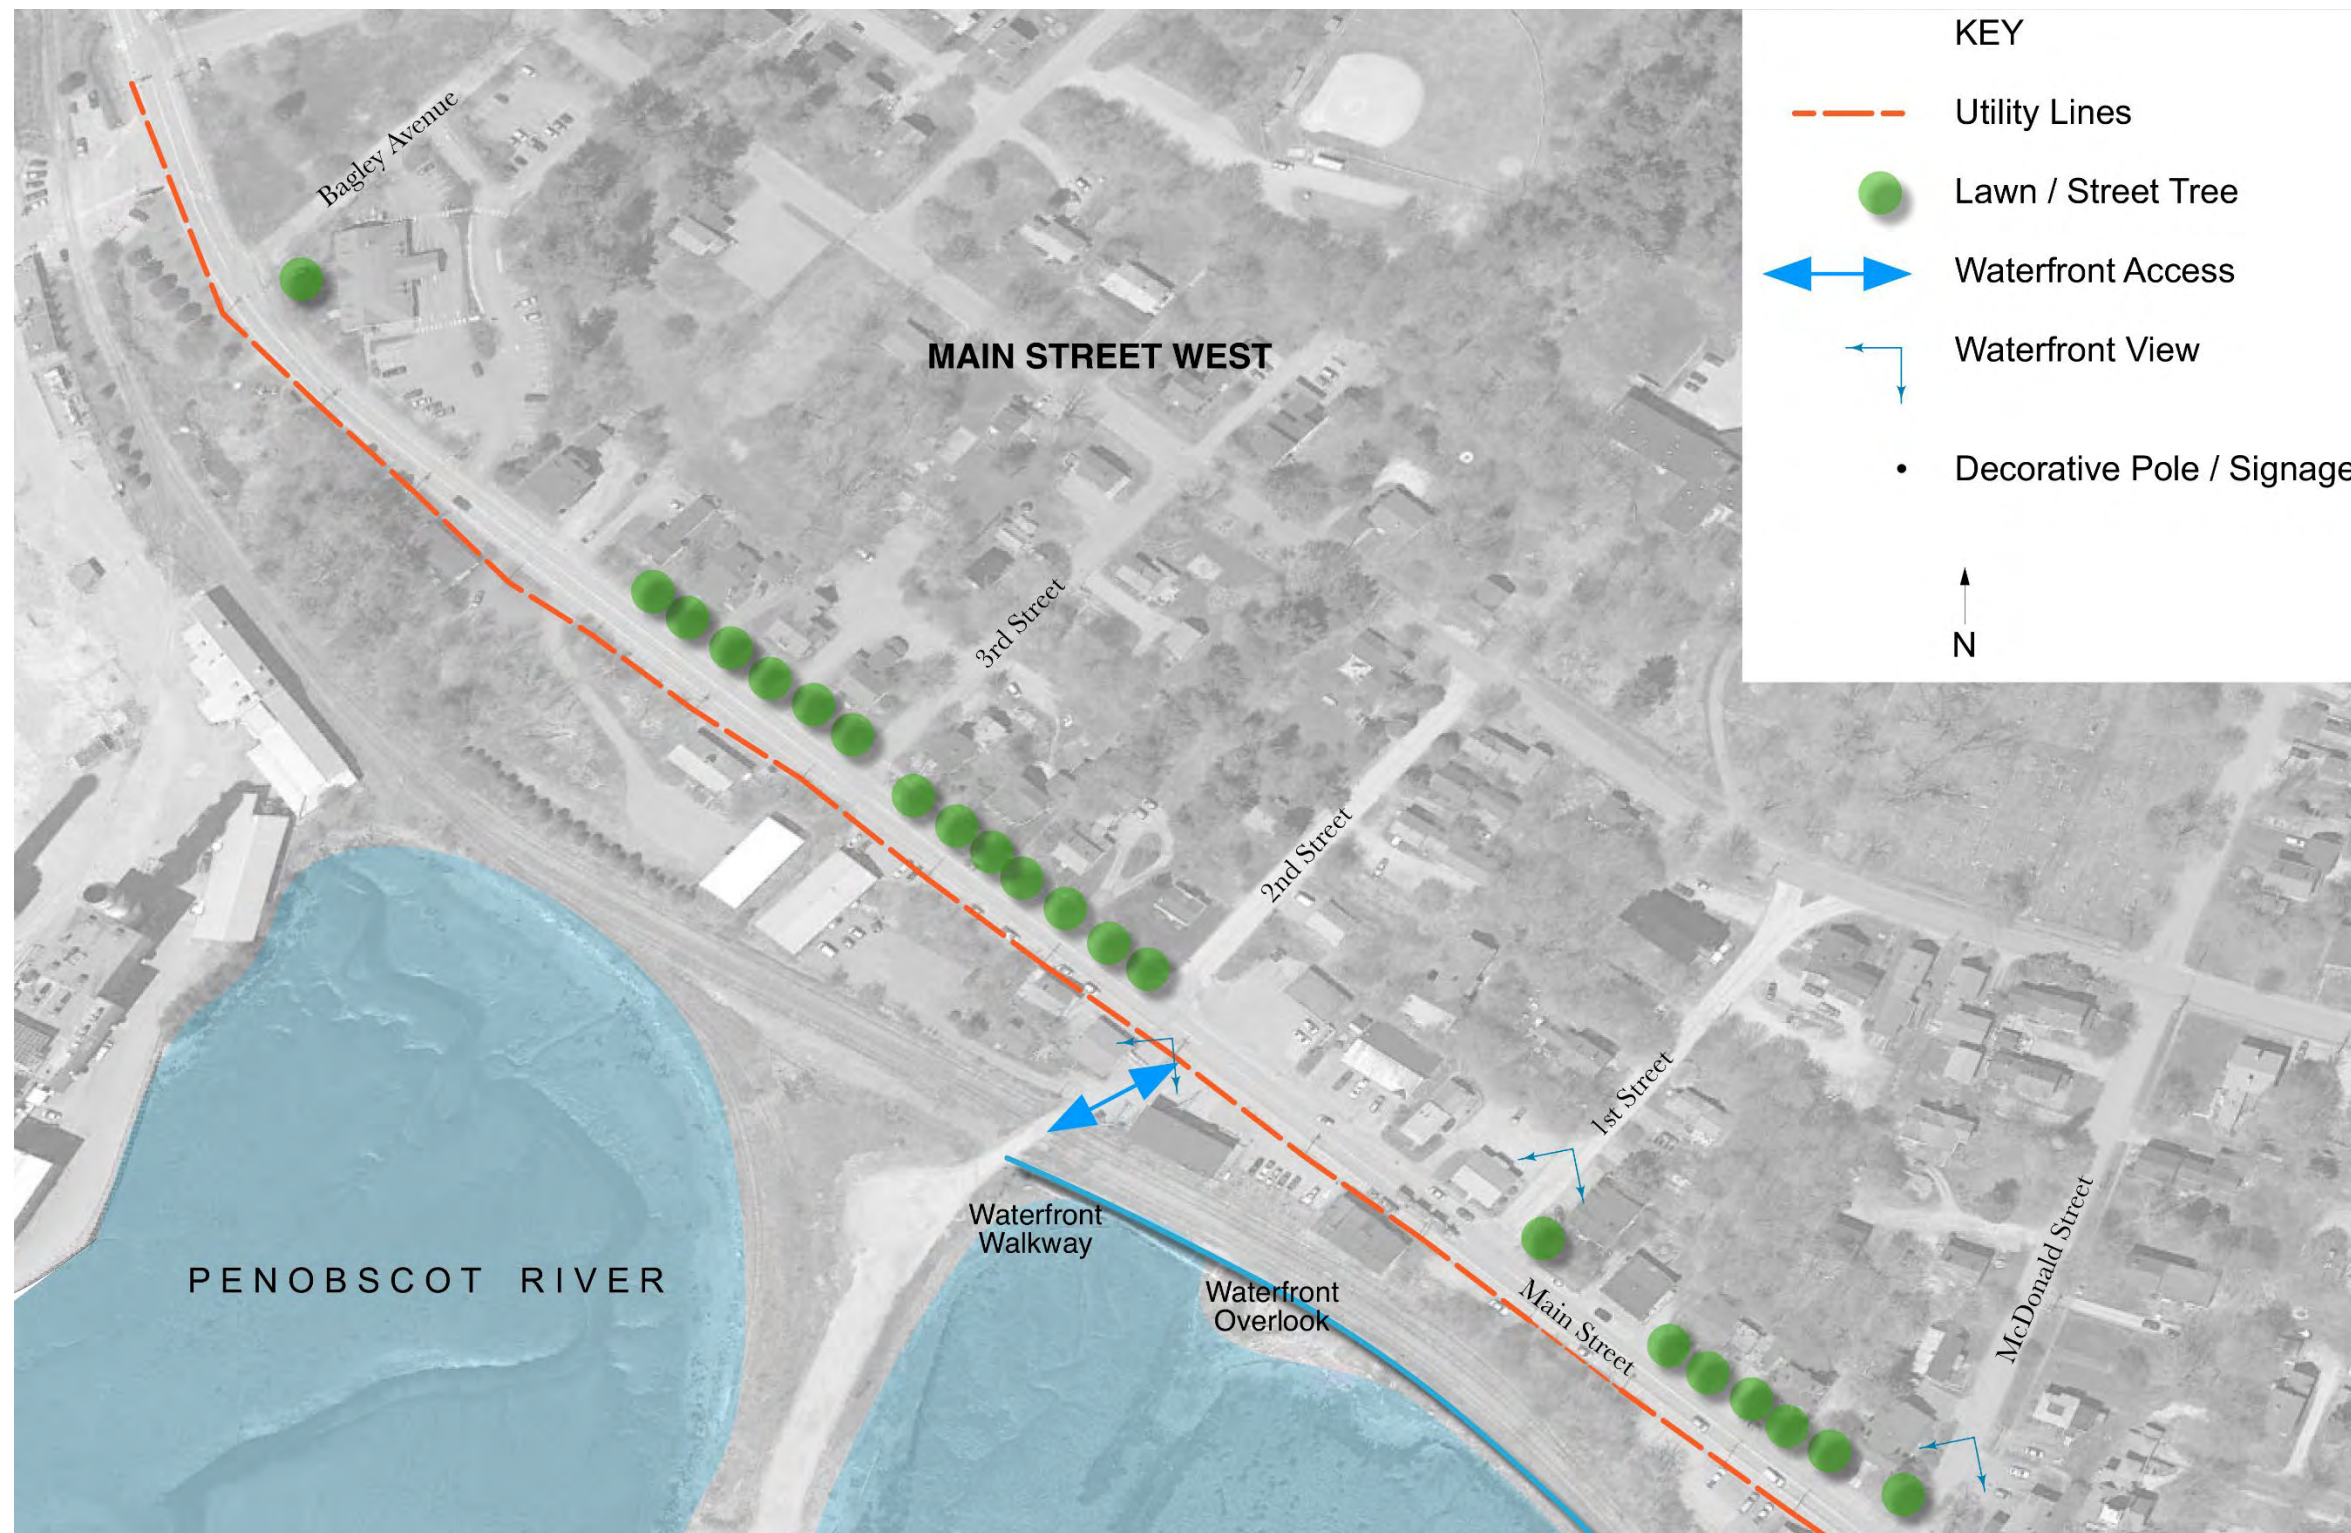 KEY
Utility Lines
Lawn / Street Tree
Waterfront Access
Waterfront View
Decorative Pole / Signage
N
Bagley Avenue
MAIN STREET WEST
3rd Street
2nd Street
1st Street
McDonald Street
Main Street
Waterfront
Walkway
Waterfront
Overlook
PENOBSCOT RIVER